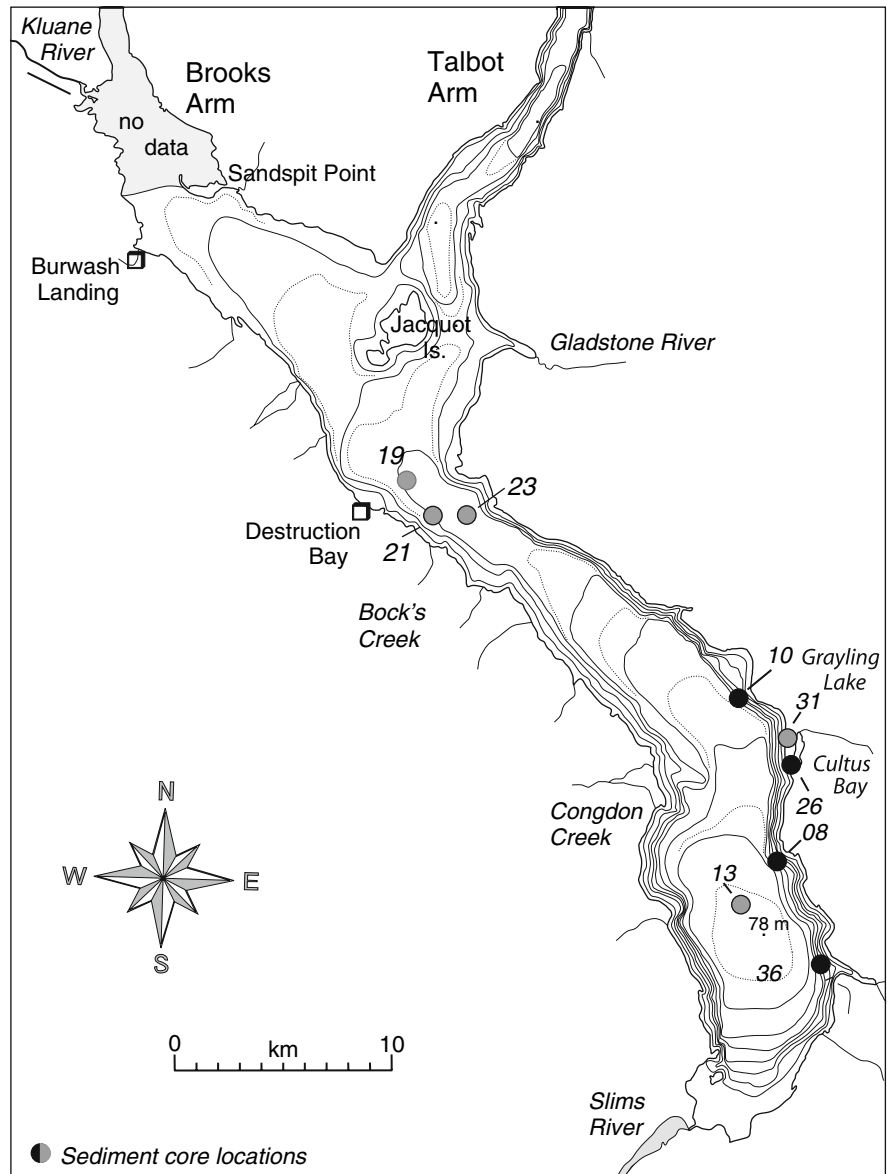 Kluane
River
Brooks
Arm
Talbot
Arm
no
data
Sandspit Point
Burwash
Landing
Jacquot
Is.
Gladstone River
19
23
Destruction
Bay
21
Bock's
Creek
10
Grayling
Lake
31
Cultus
Bay
26
Congdon
Creek
08
N
W
E
S
13
78 m
36
0
km
10
Slims
River
Sediment core locations